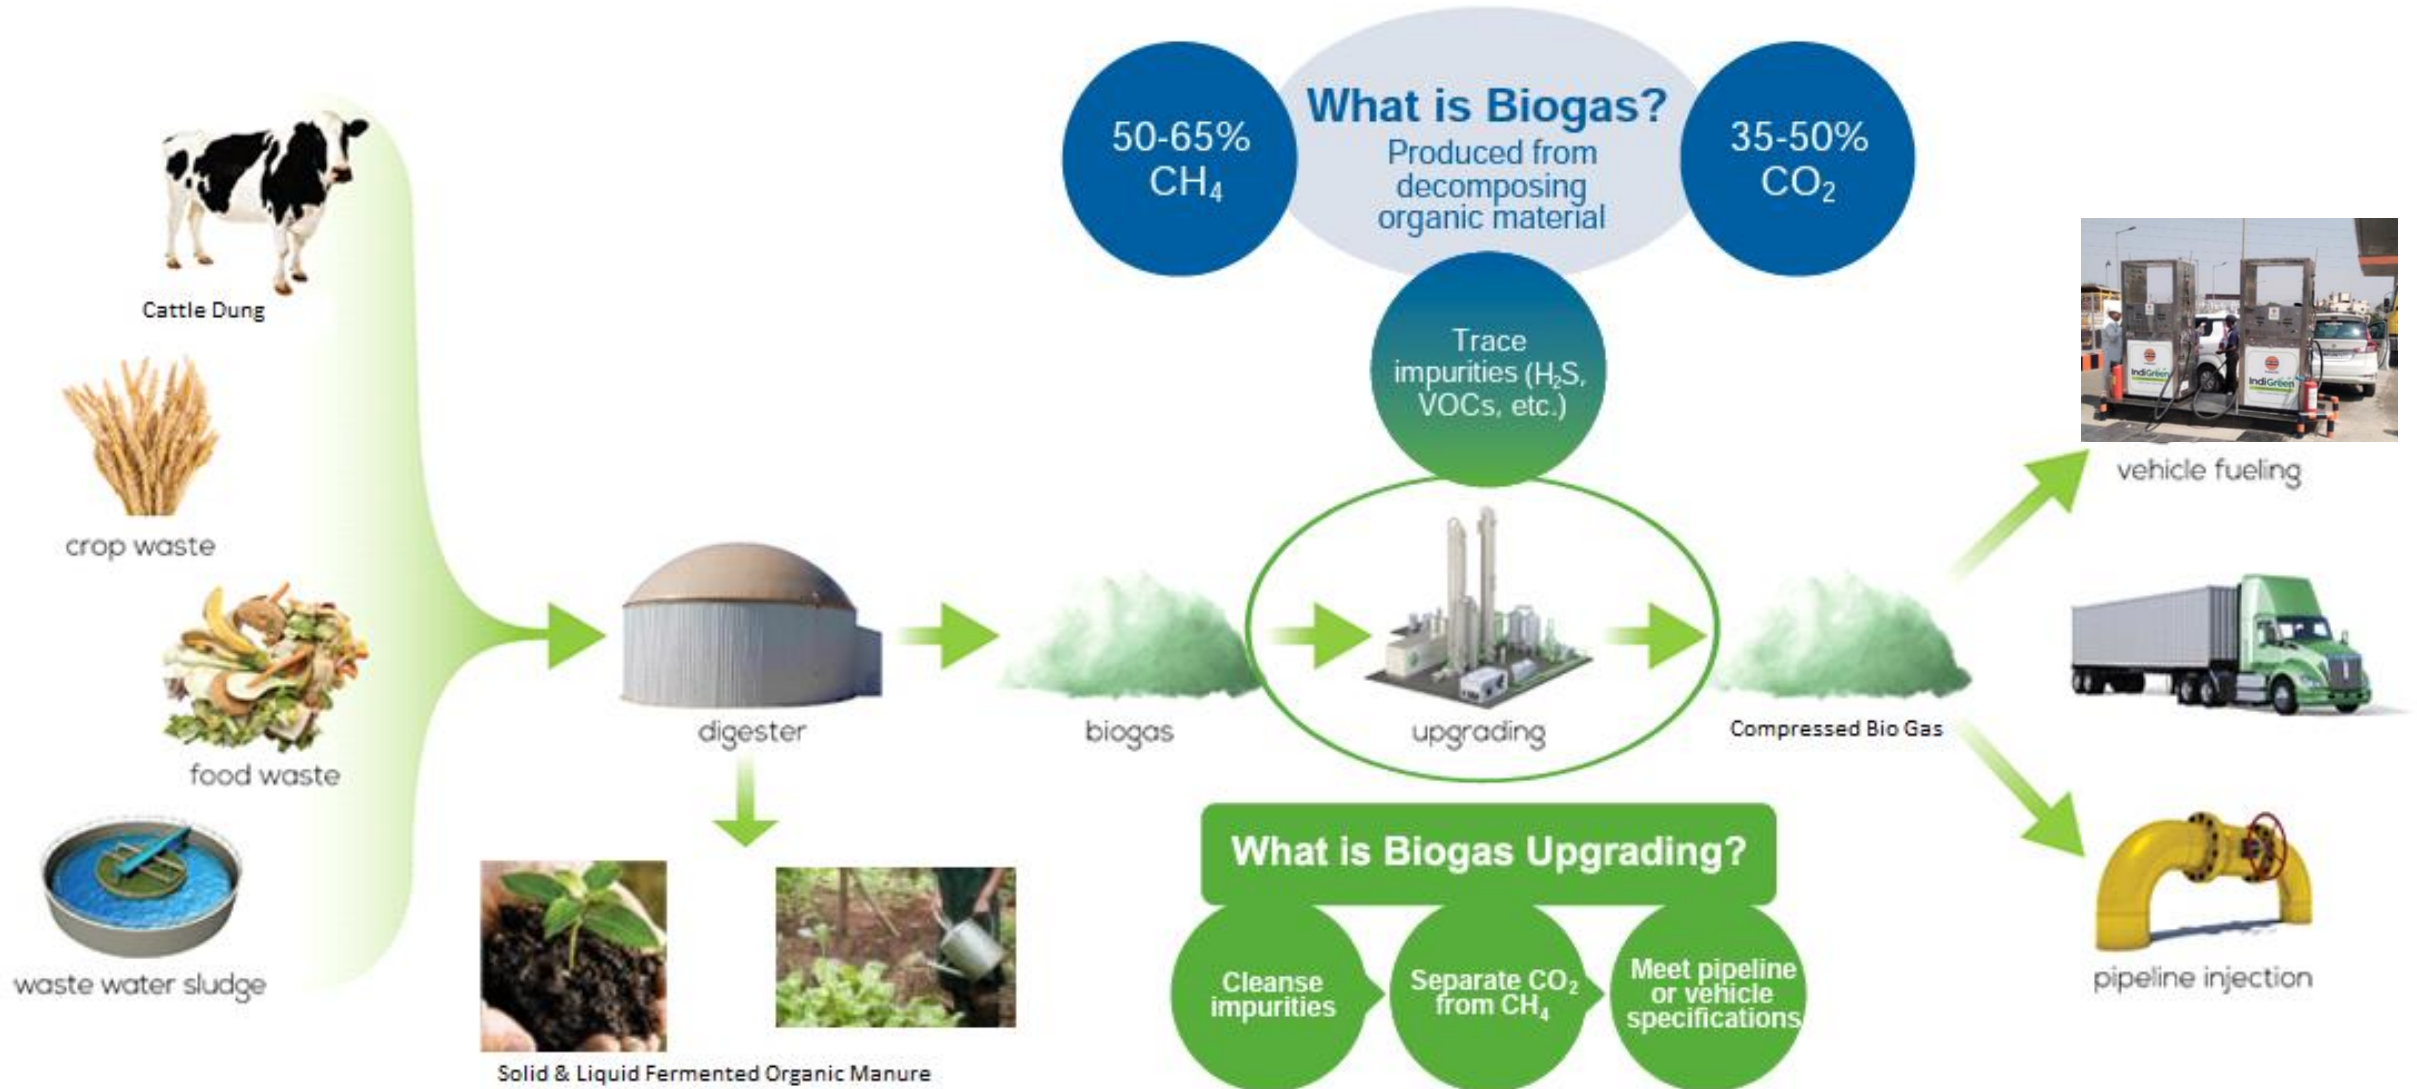 What is Biogas?
Produced from
decomposing
organic material
50-65%
CH₄
35-50%
CO₂
Trace
impurities (H₂S,
VOCs, etc.)
Cattle Dung
crop waste
food waste
waste water sludge
digester
Solid & Liquid Fermented Organic Manure
biogas
upgrading
Compressed Bio Gas
IndiGreen
IndiGreen
vehicle fueling
pipeline injection
What is Biogas Upgrading?
Cleanse
impurities
Separate CO₂
from CH₄
Meet pipeline
or vehicle
specifications